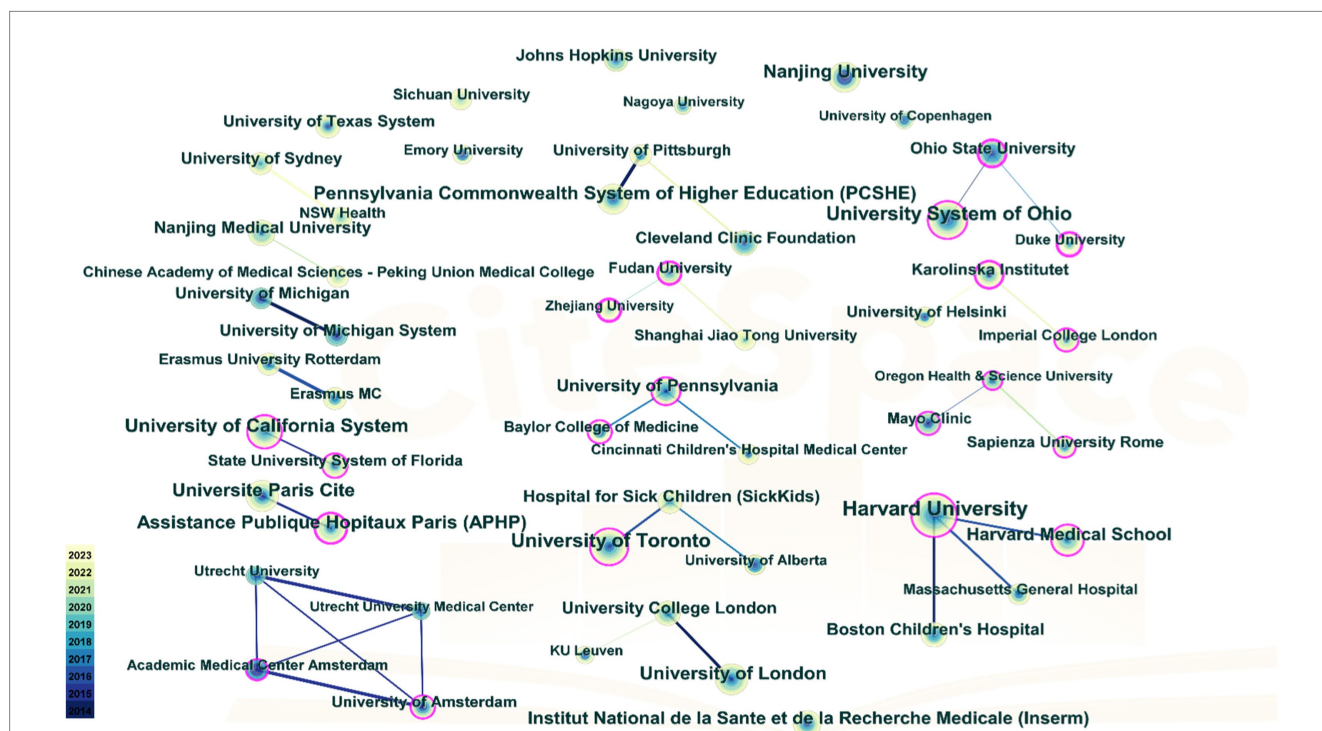 Johns Hopkins University
Nanjing University
Sichuan University
Nagoya University
University of Copenhagen
University of Texas System
Emory University
University of Pittsburgh
Ohio State University
University of Sydney
Pennsylvania Commonwealth System of Higher Education (PCSHE)
NSW Health
University System of Ohio
Nanjing Medical University
Cleveland Clinic Foundation
Duke University
Chinese Academy of Medical Sciences - Peking Union Medical College
Fudan University
Karolinska Institutet
University of Michigan
Zhejiang University
University of Helsinki
University of Michigan System
Shanghai Jiao Tong University
Imperial College London
Erasmus University Rotterdam
Erasmus MC
University of Pennsylvania
Oregon Health & Science University
University of California System
Baylor College of Medicine
Mayo Clinic
State University System of Florida
Cincinnati Children's Hospital Medical Center
Sapienza University Rome
Universite Paris Cite
Hospital for Sick Children (SickKids)
Harvard University
Assistance Publique Hopitaux Paris (APHP)
University of Toronto
Harvard Medical School
University of Alberta
Utrecht University
Massachusetts General Hospital
Utrecht University Medical Center
University College London
Boston Children's Hospital
KU Leuven
Academic Medical Center Amsterdam
University of London
University of Amsterdam
Institut National de la Sante et de la Recherche Medicale (Inserm)
2023
2022
2021
2020
2019
2018
2017
2016
2015
2014
CiteSpace